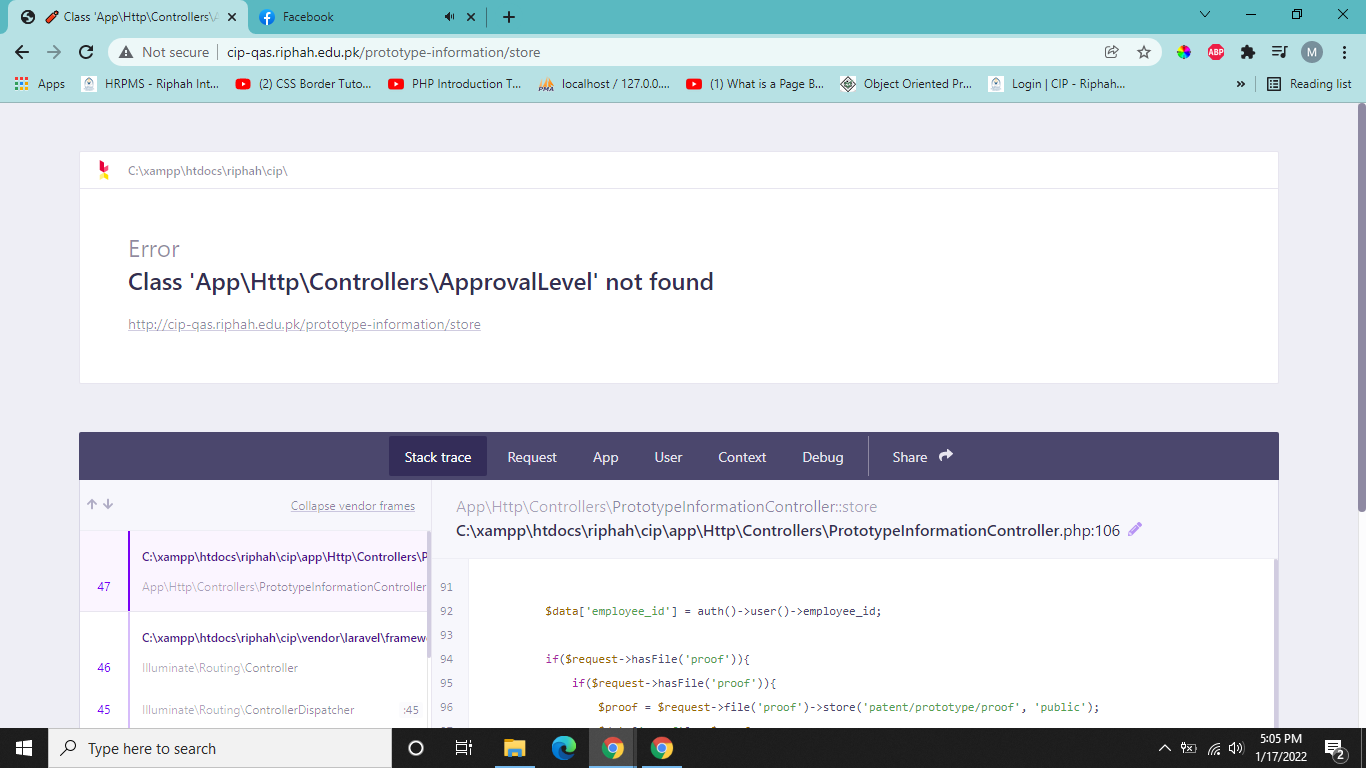 Class 'App\Http\Controllers\A
Facebook
Not secure
cip-qas.riphah.edu.pk/prototype-information/store
ABP
M
Apps
HRPMS - Riphah Int...
(2) CSS Border Tuto...
PHP Introduction T...
PMA
localhost / 127.0.0....
(1) What is a Page B...
Object Oriented Pr...
Login | CIP - Riphah...
»
Reading list
C:\xampp\htdocs\riphah\cip\
Error
Class 'App\Http\Controllers\ApprovalLevel' not found
http://cip-qas.riphah.edu.pk/prototype-information/store
Stack trace
Request
App
User
Context
Debug
Share
Collapse vendor frames
App\Http\Controllers\PrototypeInformationController::store
C:\xampp\htdocs\riphah\cip\app\Http\Controllers\PrototypeInformationController.php:106
C:\xampp\htdocs\riphah\cip\app\Http\Controllers\P
47
App\Http\Controllers\PrototypeInformationController
C:\xampp\htdocs\riphah\cip\vendor\laravel\framew
46
Illuminate\Routing\Controller
45
Illuminate\Routing\ControllerDispatcher
:45
91
92 $data['employee_id'] = auth()->user()->employee_id;
93
94 if($request->hasFile('proof')){
95 if($request->hasFile('proof')){
96 $proof = $request->file('proof')->store('patent/prototype/proof', 'public');
Type here to search
5:05 PM
1/17/2022
2